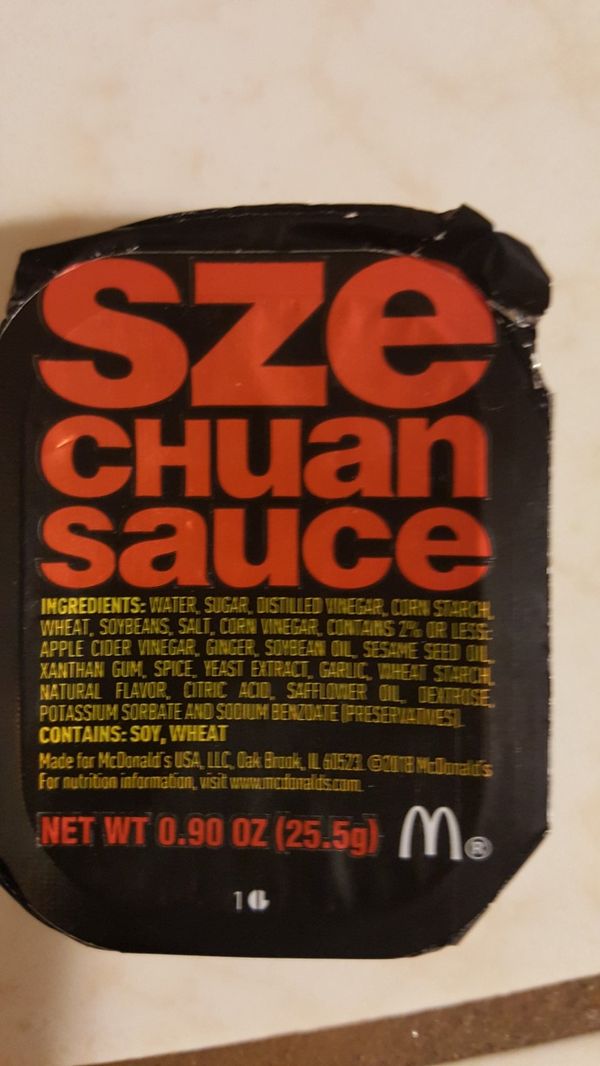 sze
CHuan
sauce
INGREDIENTS: WATER, SUGAR, DISTILLED VINEGAR, CORN STARCH,
WHEAT, SOYBEANS, SALT, CORN VINEGAR, CONTAINS 2% OR LESS:
APPLE CIDER VINEGAR, GINGER, SOYBEAN OIL, SESAME SEED OIL,
XANTHAN GUM, SPICE, YEAST EXTRACT, GARLIC, WHEAT STARCH,
NATURAL FLAVOR, CITRIC ACID, SAFFLOWER OIL, DEXTROSE,
POTASSIUM SORBATE AND SODIUM BENZOATE (PRESERVATIVES).
CONTAINS: SOY, WHEAT
Made for McDonald's USA, LLC, Oak Brook, IL 60523 ©2018 McDonald's
For nutrition information, visit www.mcdonalds.com.
NET WT 0.90 OZ (25.5g) M®